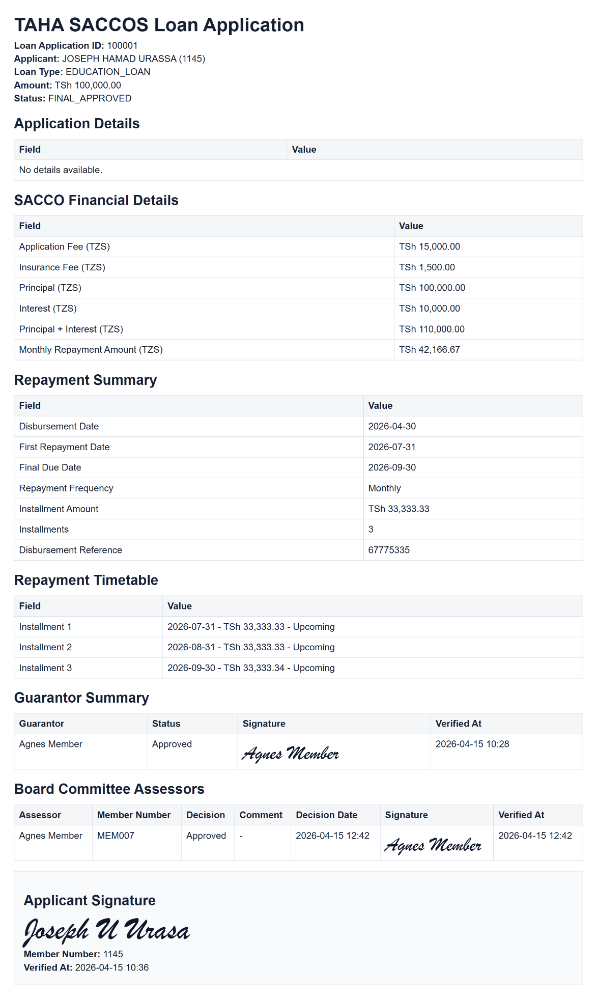 TAHA SACCOS Loan Application
Loan Application ID: 100001
Applicant: JOSEPH HAMAD URASSA (1145)
Loan Type: EDUCATION_LOAN
Amount: TSh 100,000.00
Status: FINAL_APPROVED
Application Details
Field Value
No details available.
SACCO Financial Details
Field Value
Application Fee (TZS) TSh 15,000.00
Insurance Fee (TZS) TSh 1,500.00
Principal (TZS) TSh 100,000.00
Interest (TZS) TSh 10,000.00
Principal + Interest (TZS) TSh 110,000.00
Monthly Repayment Amount (TZS) TSh 42,166.67
Repayment Summary
Field Value
Disbursement Date 2026-04-30
First Repayment Date 2026-07-31
Final Due Date 2026-09-30
Repayment Frequency Monthly
Installment Amount TSh 33,333.33
Installments 3
Disbursement Reference 67775335
Repayment Timetable
Field Value
Installment 1 2026-07-31 - TSh 33,333.33 - Upcoming
Installment 2 2026-08-31 - TSh 33,333.33 - Upcoming
Installment 3 2026-09-30 - TSh 33,333.34 - Upcoming
Guarantor Summary
Guarantor Status Signature Verified At
Agnes Member Approved Agnes Member 2026-04-15 10:28
Board Committee Assessors
Assessor Member Number Decision Comment Decision Date Signature Verified At
Agnes Member MEM007 Approved - 2026-04-15 12:42 Agnes Member 2026-04-15 12:42
Applicant Signature
Joseph U Urasa
Member Number: 1145
Verified At: 2026-04-15 10:36